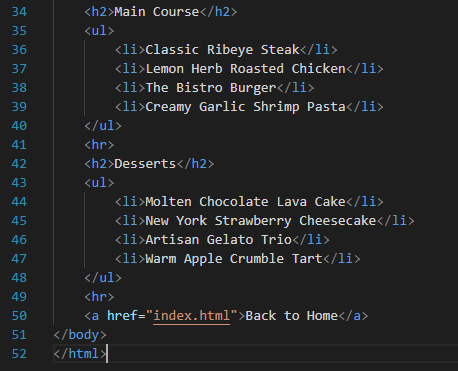 34 <h2>Main Course</h2>
35 <ul>
36 <li>Classic Ribeye Steak</li>
37 <li>Lemon Herb Roasted Chicken</li>
38 <li>The Bistro Burger</li>
39 <li>Creamy Garlic Shrimp Pasta</li>
40 </ul>
41 <hr>
42 <h2>Desserts</h2>
43 <ul>
44 <li>Molten Chocolate Lava Cake</li>
45 <li>New York Strawberry Cheesecake</li>
46 <li>Artisan Gelato Trio</li>
47 <li>Warm Apple Crumble Tart</li>
48 </ul>
49 <hr>
50 <a href="index.html">Back to Home</a>
51 </body>
52 </html>